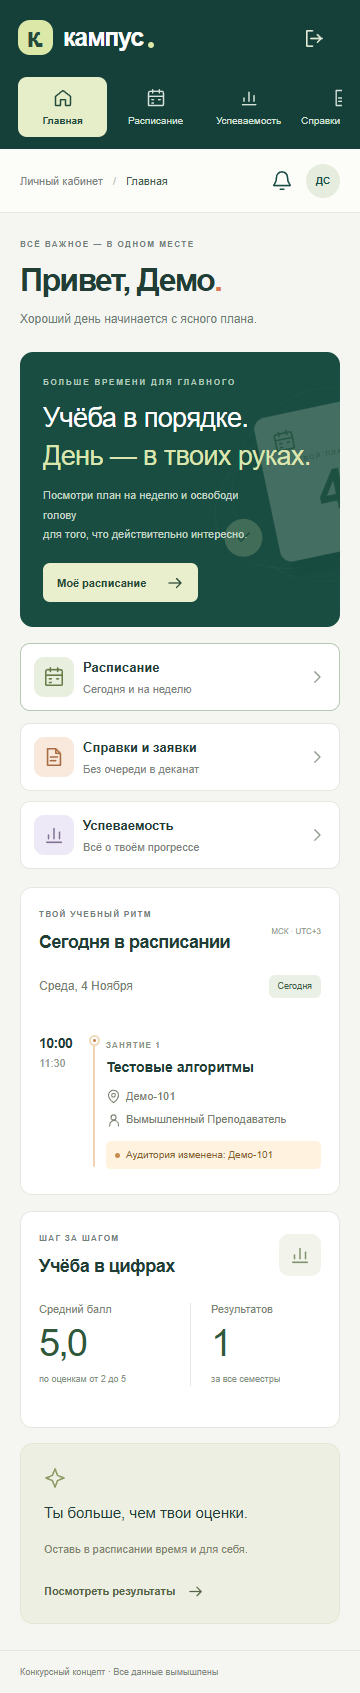 к.
кампус.
Главная
Расписание
Успеваемость
Справки
Личный кабинет / Главная
ДС
ВСЁ ВАЖНОЕ — В ОДНОМ МЕСТЕ
Привет, Демо.
Хороший день начинается с ясного плана.
БОЛЬШЕ ВРЕМЕНИ ДЛЯ ГЛАВНОГО
Учёба в порядке.
День — в твоих руках.
4
Посмотри план на неделю и освободи
голову
для того, что действительно интересно.
Моё расписание
Расписание
Сегодня и на неделю
Справки и заявки
Без очереди в деканат
Успеваемость
Всё о твоём прогрессе
ТВОЙ УЧЕБНЫЙ РИТМ
Сегодня в расписании
МСК · UTC+3
Среда, 4 Ноября
Сегодня
10:00
11:30
ЗАНЯТИЕ 1
Тестовые алгоритмы
Демо-101
Вымышленный Преподаватель
Аудитория изменена: Демо-101
ШАГ ЗА ШАГОМ
Учёба в цифрах
Средний балл
5,0
по оценкам от 2 до 5
Результатов
1
за все семестры
Ты больше, чем твои оценки.
Оставь в расписании время и для себя.
Посмотреть результаты
Конкурсный концепт · Все данные вымышлены